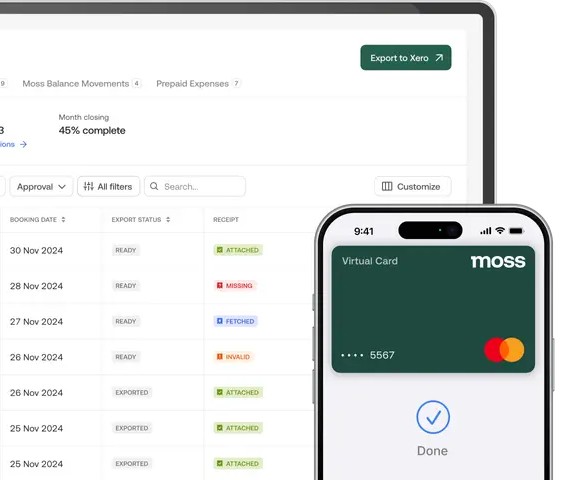 Export to Xero
9
Moss Balance Movements 4
Prepaid Expenses 7
Month closing
3
45% complete
ions
Approval
All filters
Search...
Customize
BOOKING DATE
EXPORT STATUS
RECEIPT
30 Nov 2024 READY ATTACHED
28 Nov 2024 READY MISSING
27 Nov 2024 READY FETCHED
26 Nov 2024 READY INVALID
26 Nov 2024 EXPORTED ATTACHED
25 Nov 2024 EXPORTED ATTACHED
25 Nov 2024 EXPORTED ATTACHED
9:41
Virtual Card
moss
•••• 5567
Done